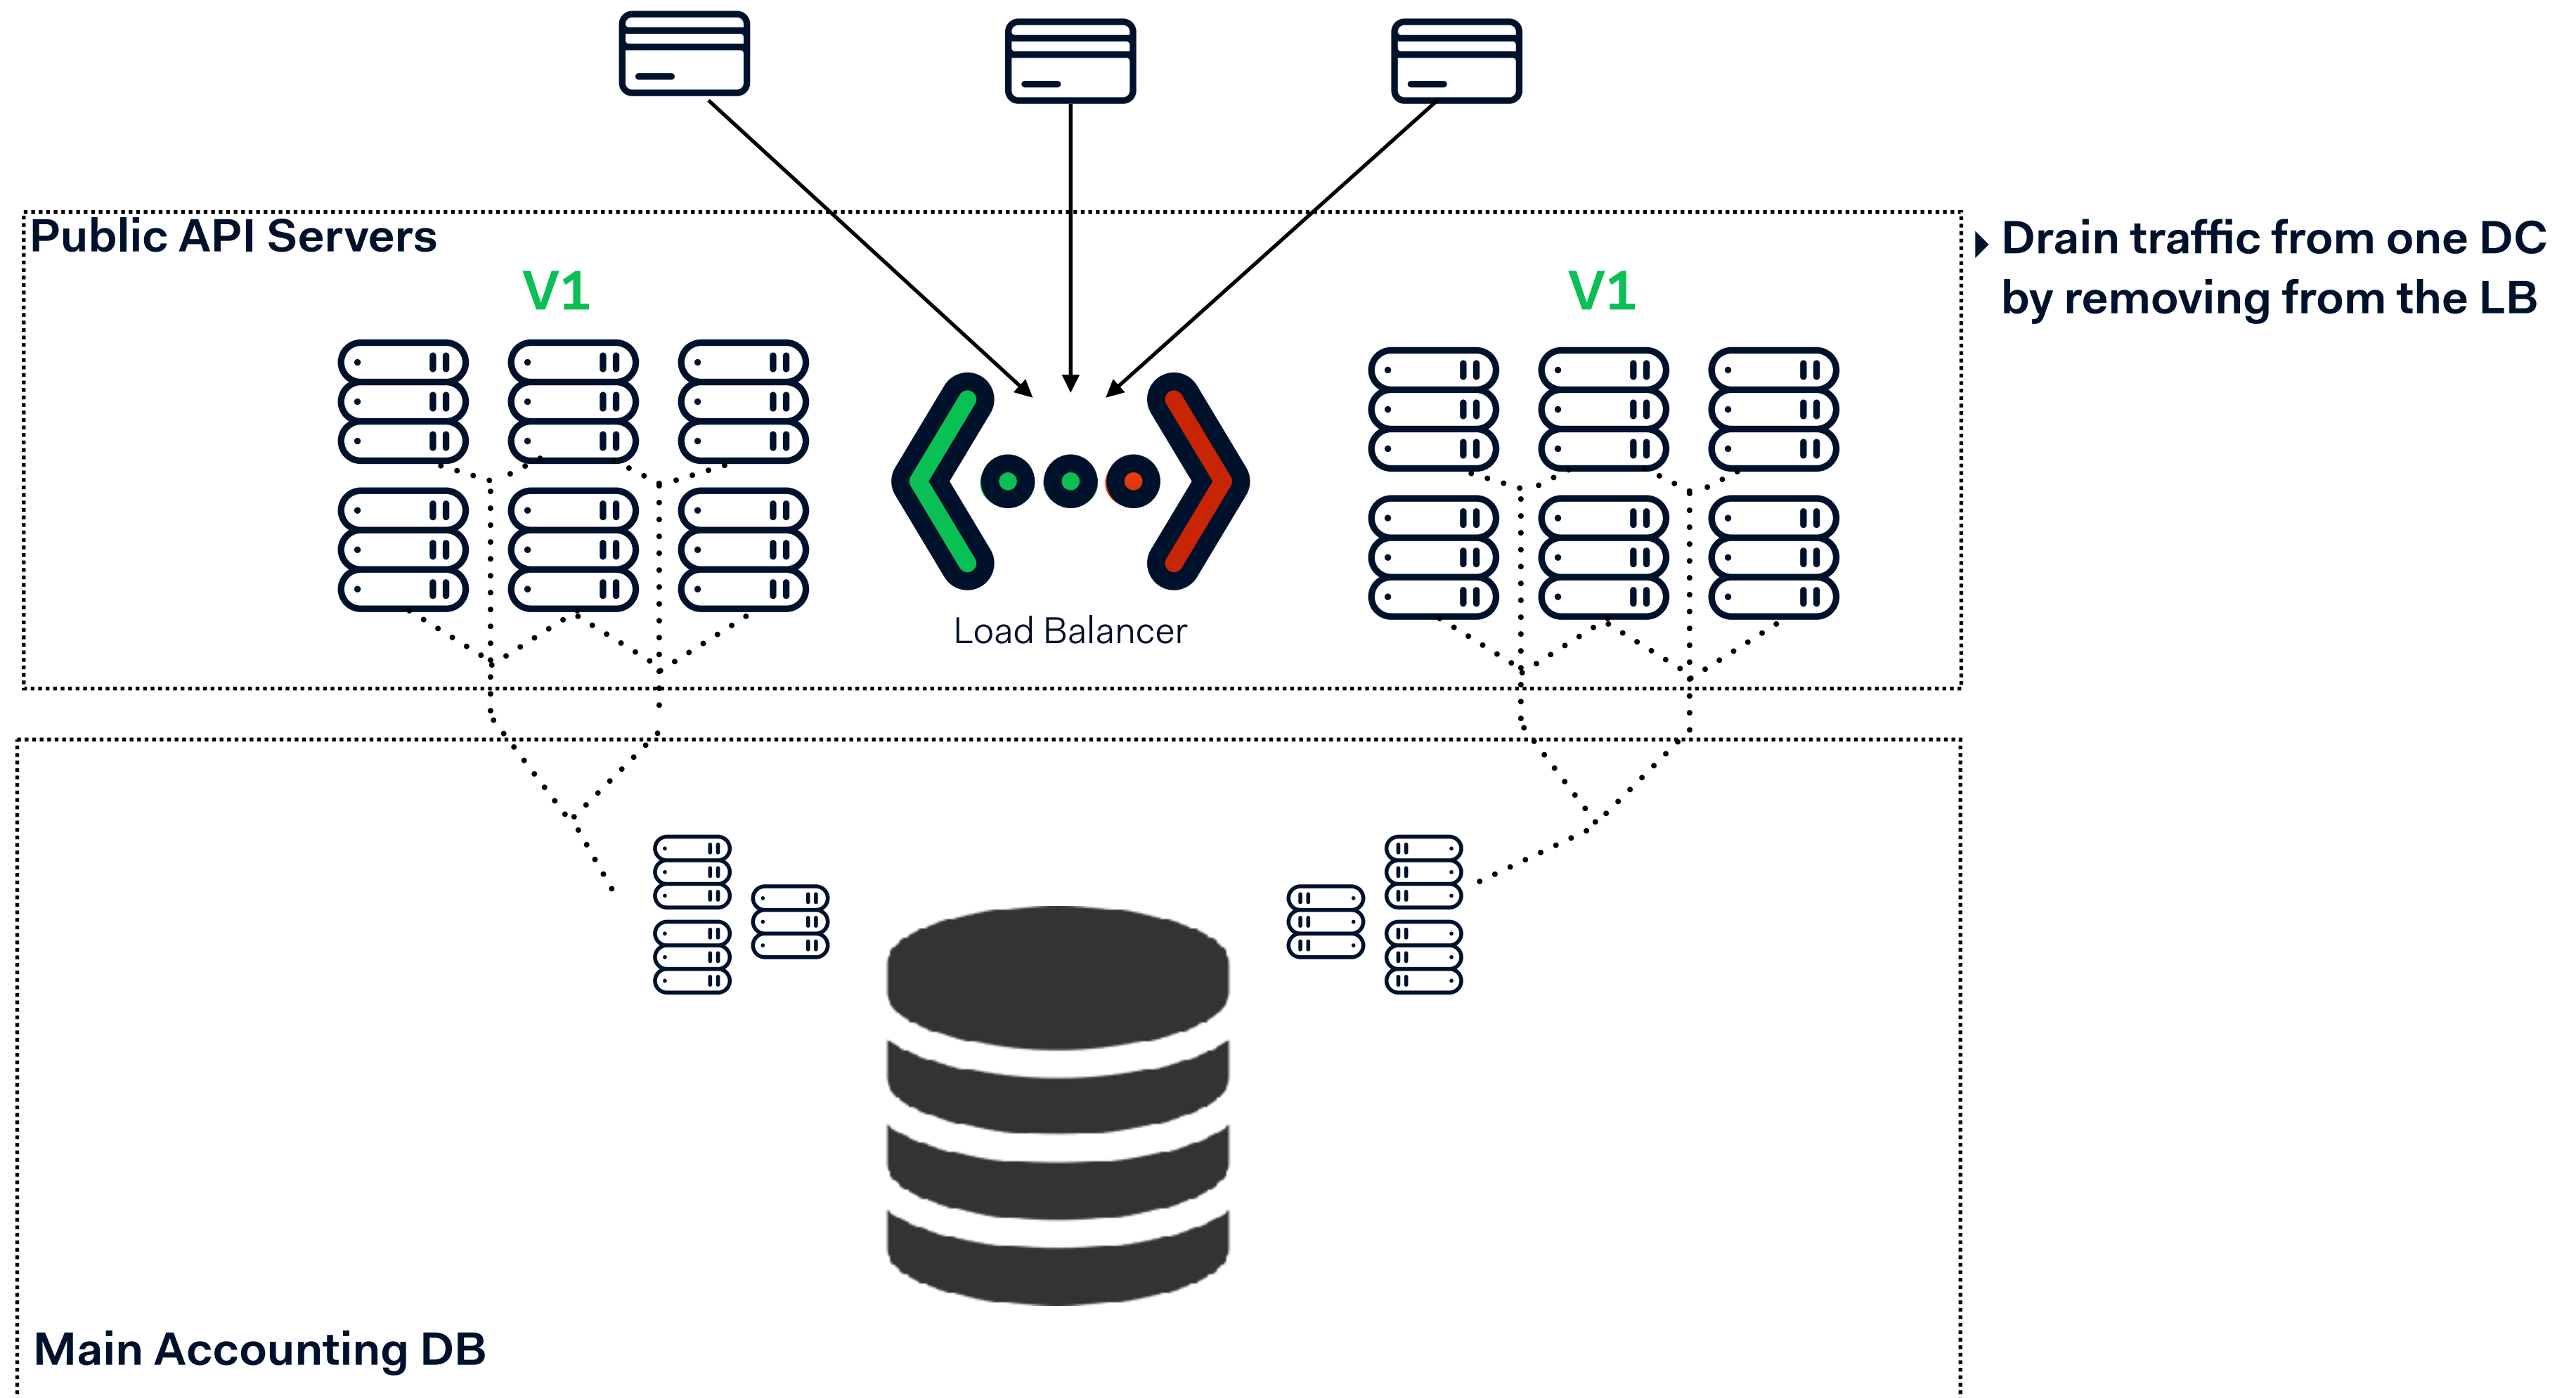 Public API Servers
V1
V1
Drain traffic from one DC
by removing from the LB
Load Balancer
Main Accounting DB